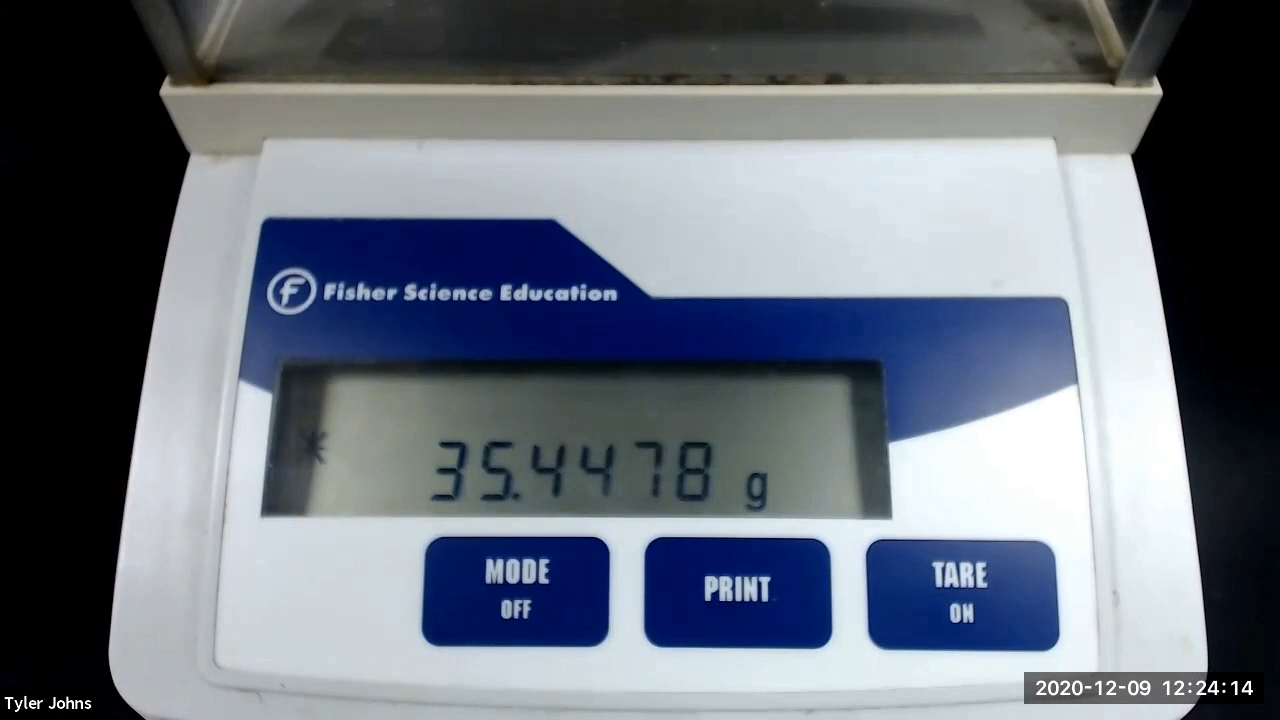 F Fisher Science Education
* 35.4478 g
MODE PRINT TARE
OFF ON
Tyler Johns
2020-12-09 12:24:14